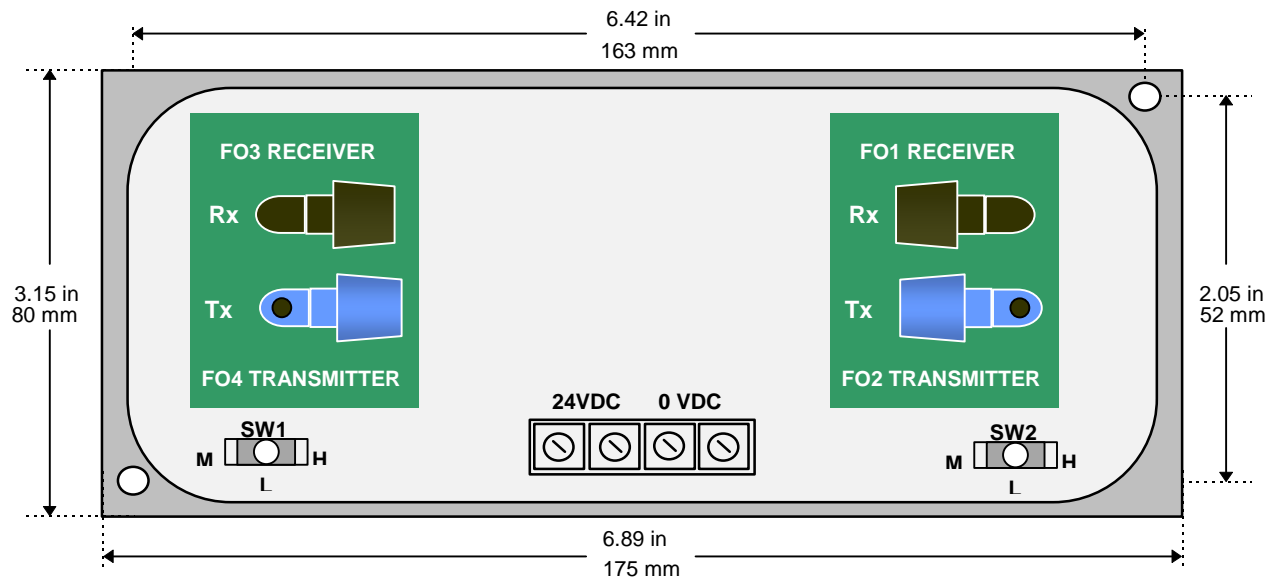 6.42 in
163 mm
FO3 RECEIVER
FO1 RECEIVER
Rx
Rx
3.15 in
80 mm
2.05 in
52 mm
Tx
Tx
FO4 TRANSMITTER
FO2 TRANSMITTER
24VDC 0 VDC
SW1
M H
L
SW2
M H
L
6.89 in
175 mm